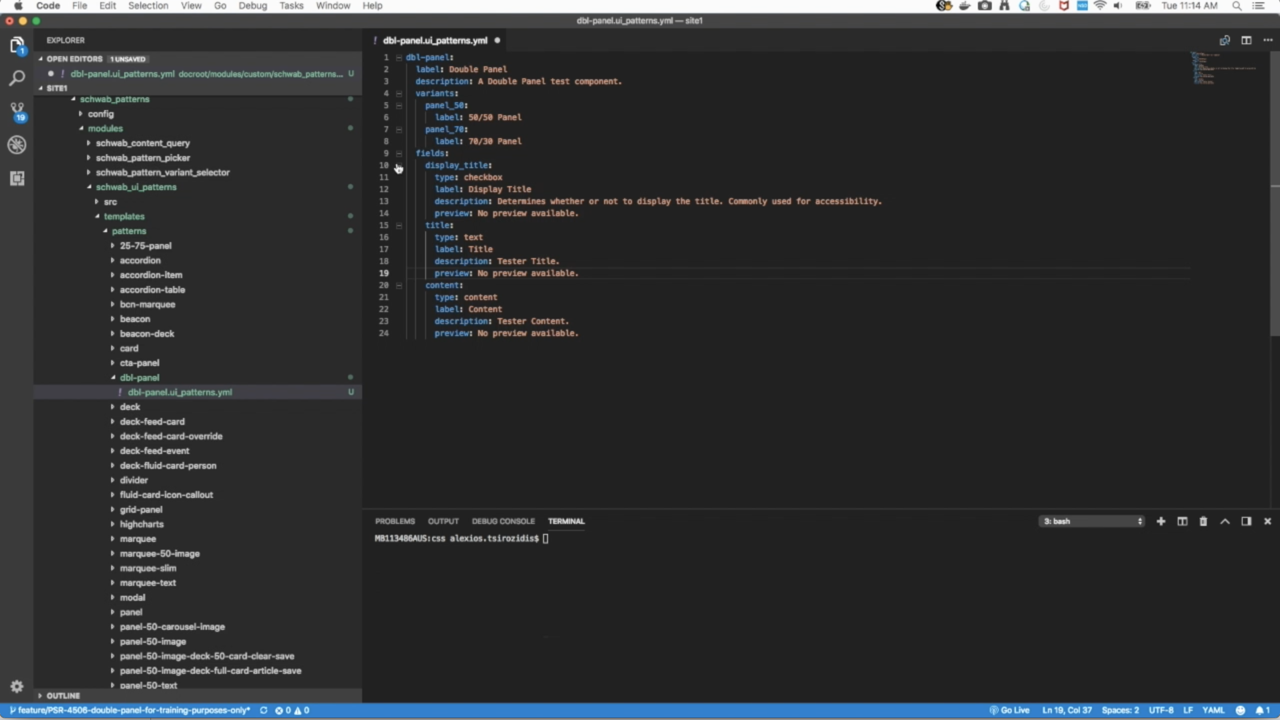 Code File Edit Selection View Go Debug Tasks Window Help
Tue 11:14 AM
dbl-panel.ui_patterns.yml — site1
EXPLORER
OPEN EDITORS 1 UNSAVED
dbl-panel.ui_patterns.yml docroot/modules/custom/schwab_patterns... U
SITE1
schwab_patterns
config
modules
schwab_content_query
schwab_pattern_picker
schwab_pattern_variant_selector
schwab_ui_patterns
src
templates
patterns
25-75-panel
accordion
accordion-item
accordion-table
bcn-marquee
beacon
beacon-deck
card
cta-panel
dbl-panel
! dbl-panel.ui_patterns.yml U
deck
deck-feed-card
deck-feed-card-override
deck-feed-event
deck-fluid-card-person
divider
fluid-card-icon-callout
grid-panel
highcharts
marquee
marquee-50-image
marquee-slim
marquee-text
modal
panel
panel-50-carousel-image
panel-50-image
panel-50-image-deck-50-card-clear-save
panel-50-image-deck-full-card-article-save
panel-50-text
OUTLINE
1
19
! dbl-panel.ui_patterns.yml
1 dbl-panel:
2 label: Double Panel
3 description: A Double Panel test component.
4 variants:
5 panel_50:
6 label: 50/50 Panel
7 panel_70:
8 label: 70/30 Panel
9 fields:
10 display_title:
11 type: checkbox
12 label: Display Title
13 description: Determines whether or not to display the title. Commonly used for accessibility.
14 preview: No preview available.
15 title:
16 type: text
17 label: Title
18 description: Tester Title.
19 preview: No preview available.
20 content:
21 type: content
22 label: Content
23 description: Tester Content.
24 preview: No preview available.
PROBLEMS OUTPUT DEBUG CONSOLE TERMINAL
3: bash
MB113486AUS:css alexios.tsirozidis$
feature/PSR-4506-double-panel-for-training-purposes-only* 0 0
Go Live Ln 19, Col 37 Spaces: 2 UTF-8 LF YAML 1